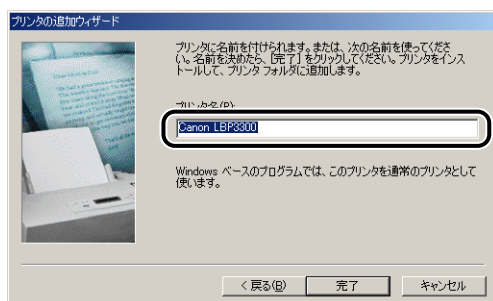 プリンタの追加ウィザード
プリンタに名前を付けられます。または、次の名前を使ってくださ
い。名前を決めたら、[完了] をクリックしてください。プリンタをインス
トールして、プリンタ フォルダに追加します。
プリンタ名(P):
Canon LBP3300
Windows ベースのプログラムでは、このプリンタを通常のプリンタとして
使います。
< 戻る(B)
完了
キャンセル